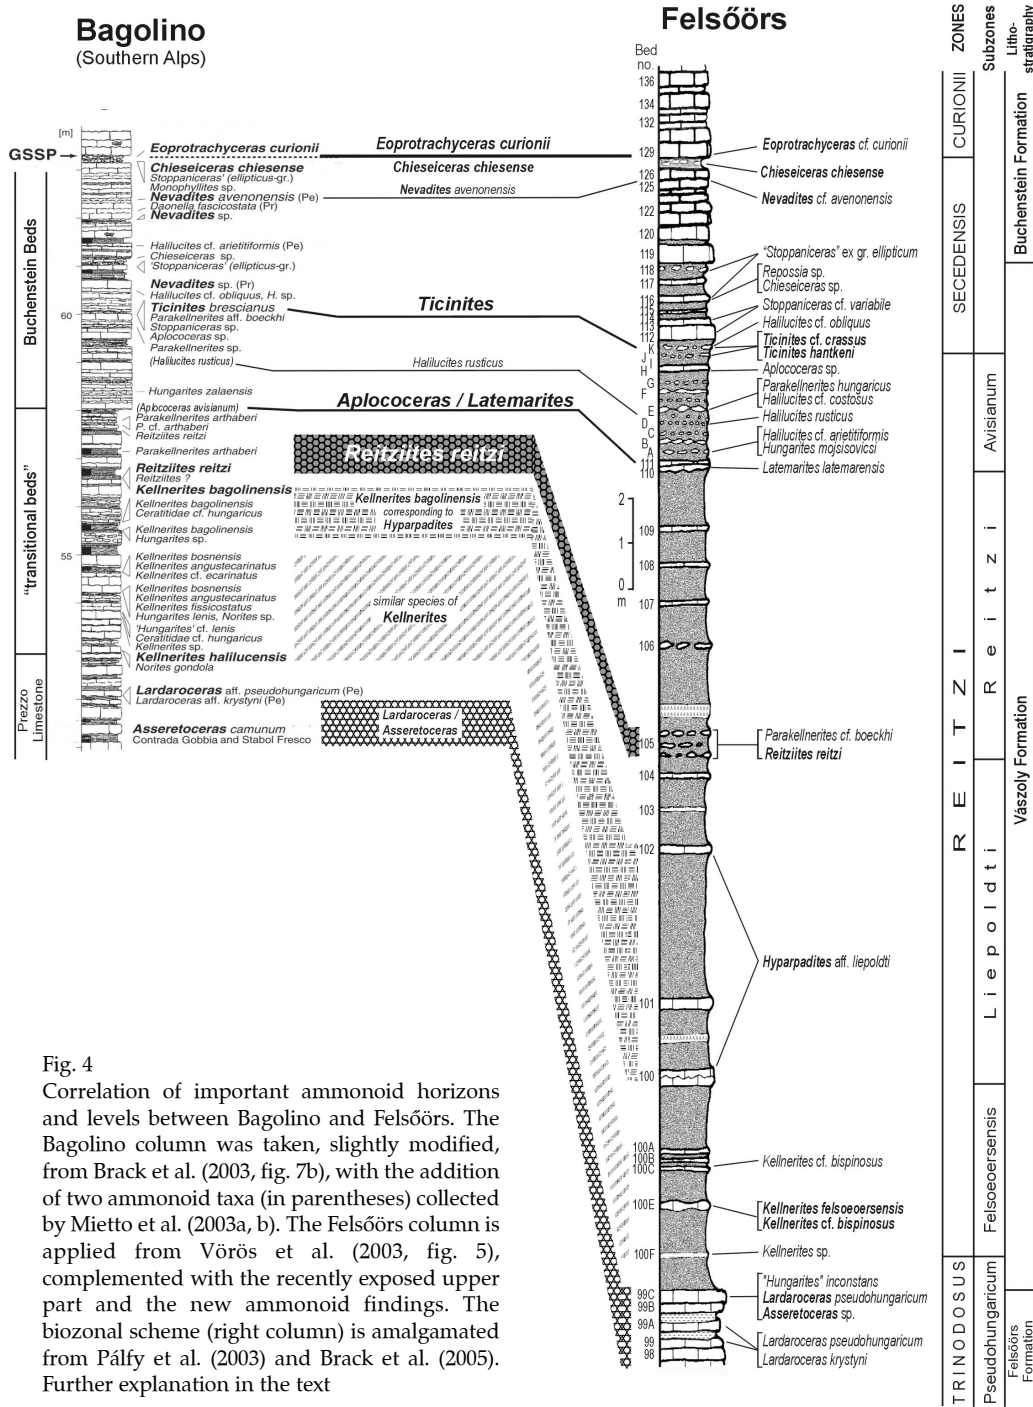 Bagolino
(Southern Alps)
Felsőörs
Bed
no.
ZONES
Subzones
Litho-
stratigraphy
[m]
GSSP
Buchenstein Beds
"transitional beds"
Prezzo
Limestone
60
55
Eoprotrachyceras curionii
Chieseiceras chiesense
Stoppaniceras' (ellipticus-gr.)
Monophyllites sp.
Nevadites avenonensis (Pe)
Daonella fascicostata (Pr)
Nevadites sp.
Halilucites cf. arietitiformis (Pe)
Chieseiceras sp.
'Stoppaniceras' (ellipticus-gr.)
Nevadites sp. (Pr)
Halilucites cf. obliquus, H. sp.
Ticinites brescianus
Parakellnerites aff. boeckhi
Stoppaniceras sp.
Aplococeras sp.
Parakellnerites sp.
(Halilucites rusticus)
Hungarites zalaensis
(Aplococeras avisianum)
Parakellnerites arthaberi
P. cf. arthaberi
Reitziites reitzi
Parakellnerites arthaberi
Reitziites reitzi
Reitziites ?
Kellnerites bagolinensis
Kellnerites bagolinensis
Ceratitidae cf. hungaricus
Kellnerites bagolinensis
Hungarites sp.
Kellnerites bosnensis
Kellnerites angustecarinatus
Kellnerites cf. ecarinatus
Kellnerites bosnensis
Kellnerites angustecarinatus
Kellnerites fissicostatus
Hungarites lenis, Norites sp.
'Hungarites' cf. lenis
Ceratitidae cf. hungaricus
Kellnerites sp.
Kellnerites halilucensis
Norites gondola
Lardaroceras aff. pseudohungaricum (Pe)
Lardaroceras aff. krystyni (Pe)
Asseretoceras camunum
Contrada Gobbia and Stabol Fresco
Eoprotrachyceras curionii
Chieseiceras chiesense
Nevadites avenonensis
Ticinites
Halilucites rusticus
Aplococeras / Latemarites
Reitziites reitzi
Kellnerites bagolinensis
corresponding to
Hyparpadites
similar species of
Kellnerites
Lardaroceras /
Asseretoceras
136
134
132
129
126
125
122
120
119
118
117
116
115
114
113
112
K
J
I
H
G
F
E
D
C
B
A
111
110
109
108
107
106
105
104
103
102
101
100
100A
100B
100C
100E
100F
99C
99B
99A
99
98
2
1
0
m
Eoprotrachyceras cf. curionii
Chieseiceras chiesense
Nevadites cf. avenonensis
"Stoppaniceras" ex gr. ellipticum
Repossia sp.
Chieseiceras sp.
Stoppaniceras cf. variabile
Halilucites cf. obliquus
Ticinites cf. crassus
Ticinites hantkeni
Aplococeras sp.
Parakellnerites hungaricus
Halilucites cf. costosus
Halilucites rusticus
Halilucites cf. arietitiformis
Hungarites mojsisovicsi
Latemarites latemarensis
Parakellnerites cf. boeckhi
Reitziites reitzi
Hyparpadites aff. liepoldti
Kellnerites cf. bispinosus
Kellnerites felsoeoersensis
Kellnerites cf. bispinosus
Kellnerites sp.
"Hungarites" inconstans
Lardaroceras pseudohungaricum
Asseretoceras sp.
Lardaroceras pseudohungaricum
Lardaroceras krystyni
CURIONII
SECEDENSIS
REITZI
TRINODOSUS
Avisianum
Reitzi
Liepoldti
Felsoeoersensis
Pseudohungaricum
Buchenstein Formation
Vászoly Formation
Felsőörs
Formation
Fig. 4
Correlation of important ammonoid horizons
and levels between Bagolino and Felsőörs. The
Bagolino column was taken, slightly modified,
from Brack et al. (2003, fig. 7b), with the addition
of two ammonoid taxa (in parentheses) collected
by Mietto et al. (2003a, b). The Felsőörs column is
applied from Vörös et al. (2003, fig. 5),
complemented with the recently exposed upper
part and the new ammonoid findings. The
biozonal scheme (right column) is amalgamated
from Pálfy et al. (2003) and Brack et al. (2005).
Further explanation in the text